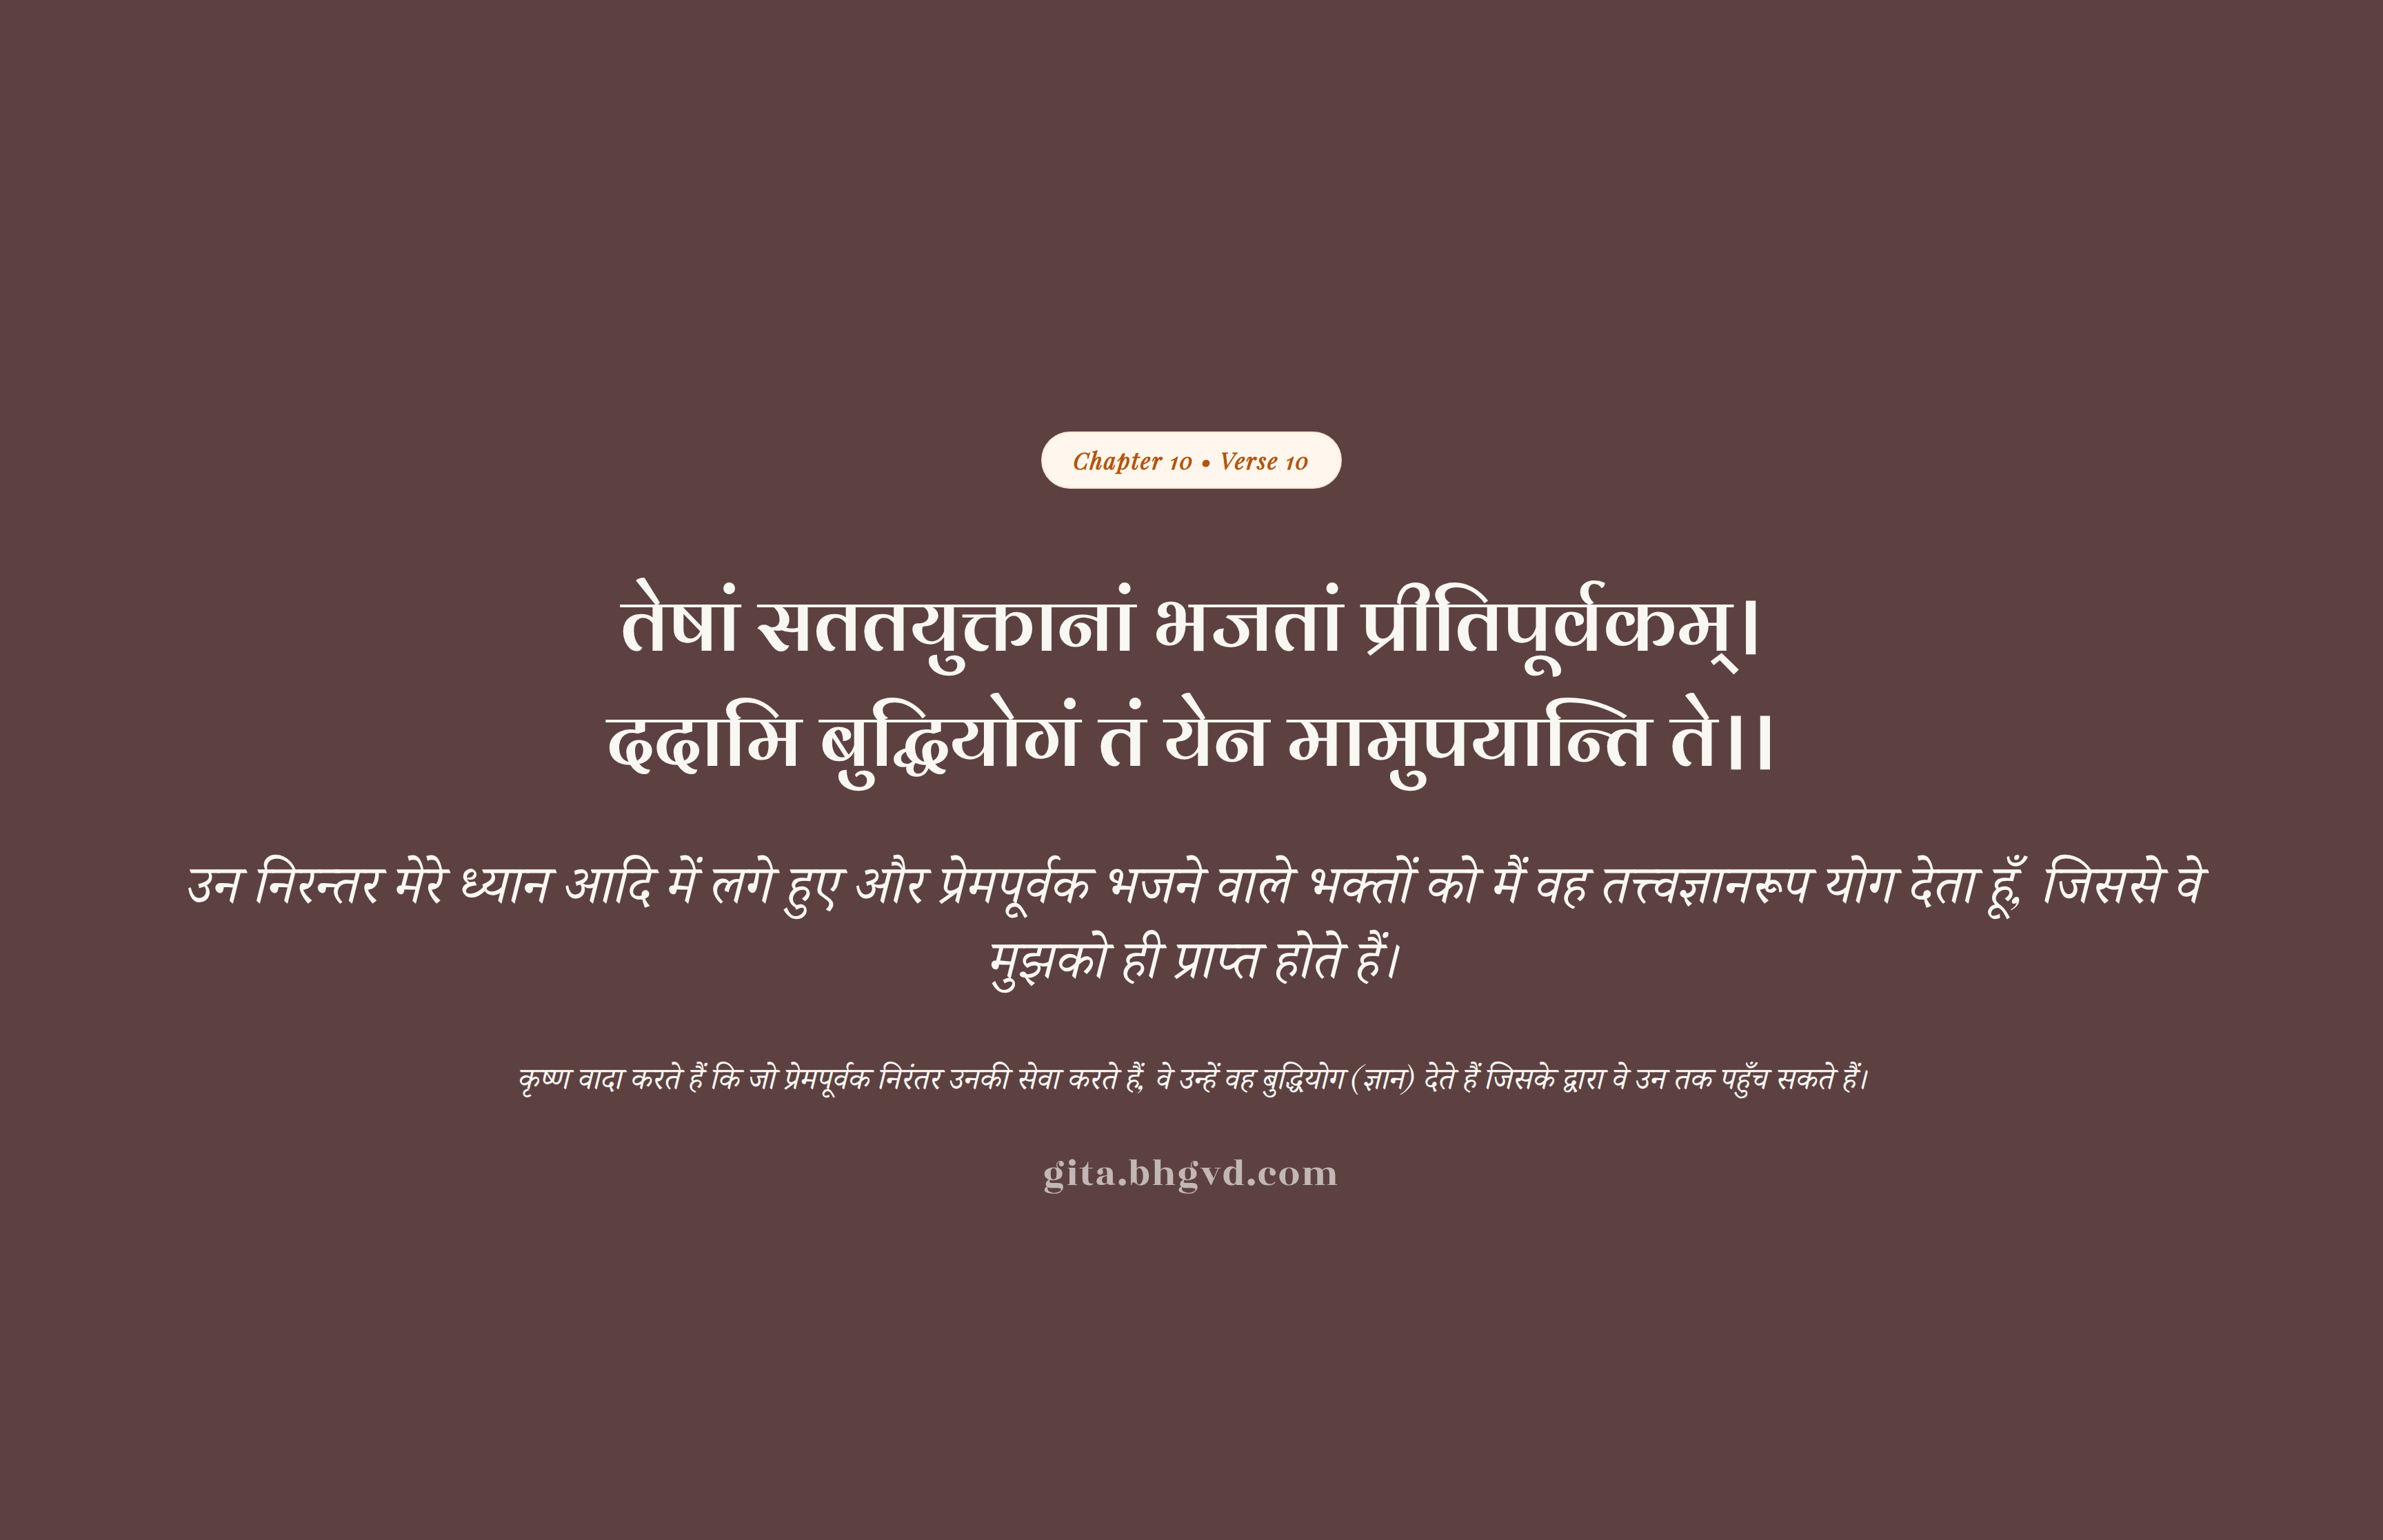 Chapter 10 • Verse 10
तेषां सततयुक्तानां भजतां प्रीतिपूर्वकम्।
ददामि बुद्धियोगं तं येन मामुपयान्ति ते।।
उन निरन्तर मेरे ध्यान आदि में लगे हुए और प्रेमपूर्वक भजने वाले भक्तों को मैं वह तत्त्वज्ञानरूप योग देता हूँ, जिससे वे
मुझको ही प्राप्त होते हैं।
कृष्ण वादा करते हैं कि जो प्रेमपूर्वक निरंतर उनकी सेवा करते हैं, वे उन्हें वह बुद्धियोग (ज्ञान) देते हैं जिसके द्वारा वे उन तक पहुँच सकते हैं।
gita.bhgvd.com